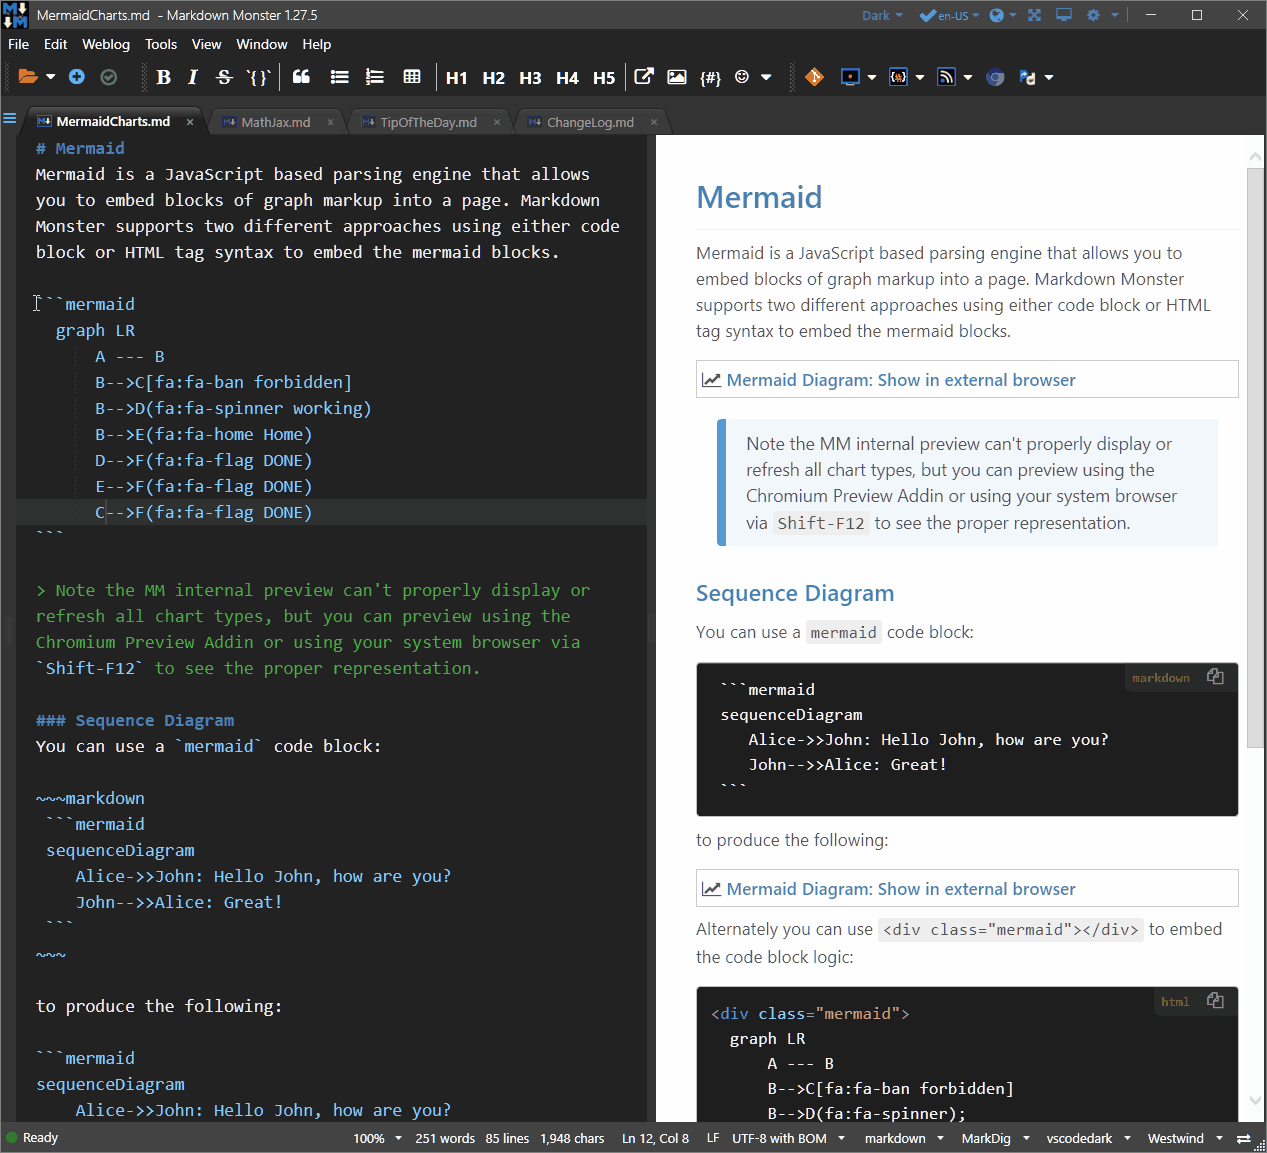 MermaidCharts.md - Markdown Monster 1.27.5
Dark en-US
File Edit Weblog Tools View Window Help
B I S `{}` H1 H2 H3 H4 H5 {#}
MermaidCharts.md × MathJax.md × TipOfTheDay.md × ChangeLog.md ×
# Mermaid
Mermaid is a JavaScript based parsing engine that allows
you to embed blocks of graph markup into a page. Markdown
Monster supports two different approaches using either code
block or HTML tag syntax to embed the mermaid blocks.
```mermaid
graph LR
A --- B
B-->C[fa:fa-ban forbidden]
B-->D(fa:fa-spinner working)
B-->E(fa:fa-home Home)
D-->F(fa:fa-flag DONE)
E-->F(fa:fa-flag DONE)
C-->F(fa:fa-flag DONE)
```
> Note the MM internal preview can't properly display or
refresh all chart types, but you can preview using the
Chromium Preview Addin or using your system browser via
`Shift-F12` to see the proper representation.
### Sequence Diagram
You can use a `mermaid` code block:
~~~markdown
```mermaid
sequenceDiagram
Alice->>John: Hello John, how are you?
John-->>Alice: Great!
```
~~~
to produce the following:
```mermaid
sequenceDiagram
Alice->>John: Hello John, how are you?
Mermaid
Mermaid is a JavaScript based parsing engine that allows you to
embed blocks of graph markup into a page. Markdown Monster
supports two different approaches using either code block or HTML
tag syntax to embed the mermaid blocks.
Mermaid Diagram: Show in external browser
Note the MM internal preview can't properly display or
refresh all chart types, but you can preview using the
Chromium Preview Addin or using your system browser
via Shift-F12 to see the proper representation.
Sequence Diagram
You can use a mermaid code block:
markdown
```mermaid
sequenceDiagram
Alice->>John: Hello John, how are you?
John-->>Alice: Great!
```
to produce the following:
Mermaid Diagram: Show in external browser
Alternately you can use <div class="mermaid"></div> to embed
the code block logic:
html
<div class="mermaid">
graph LR
A --- B
B-->C[fa:fa-ban forbidden]
B-->D(fa:fa-spinner);
Ready 100% 251 words 85 lines 1,948 chars Ln 12, Col 8 LF UTF-8 with BOM markdown MarkDig vscodedark Westwind